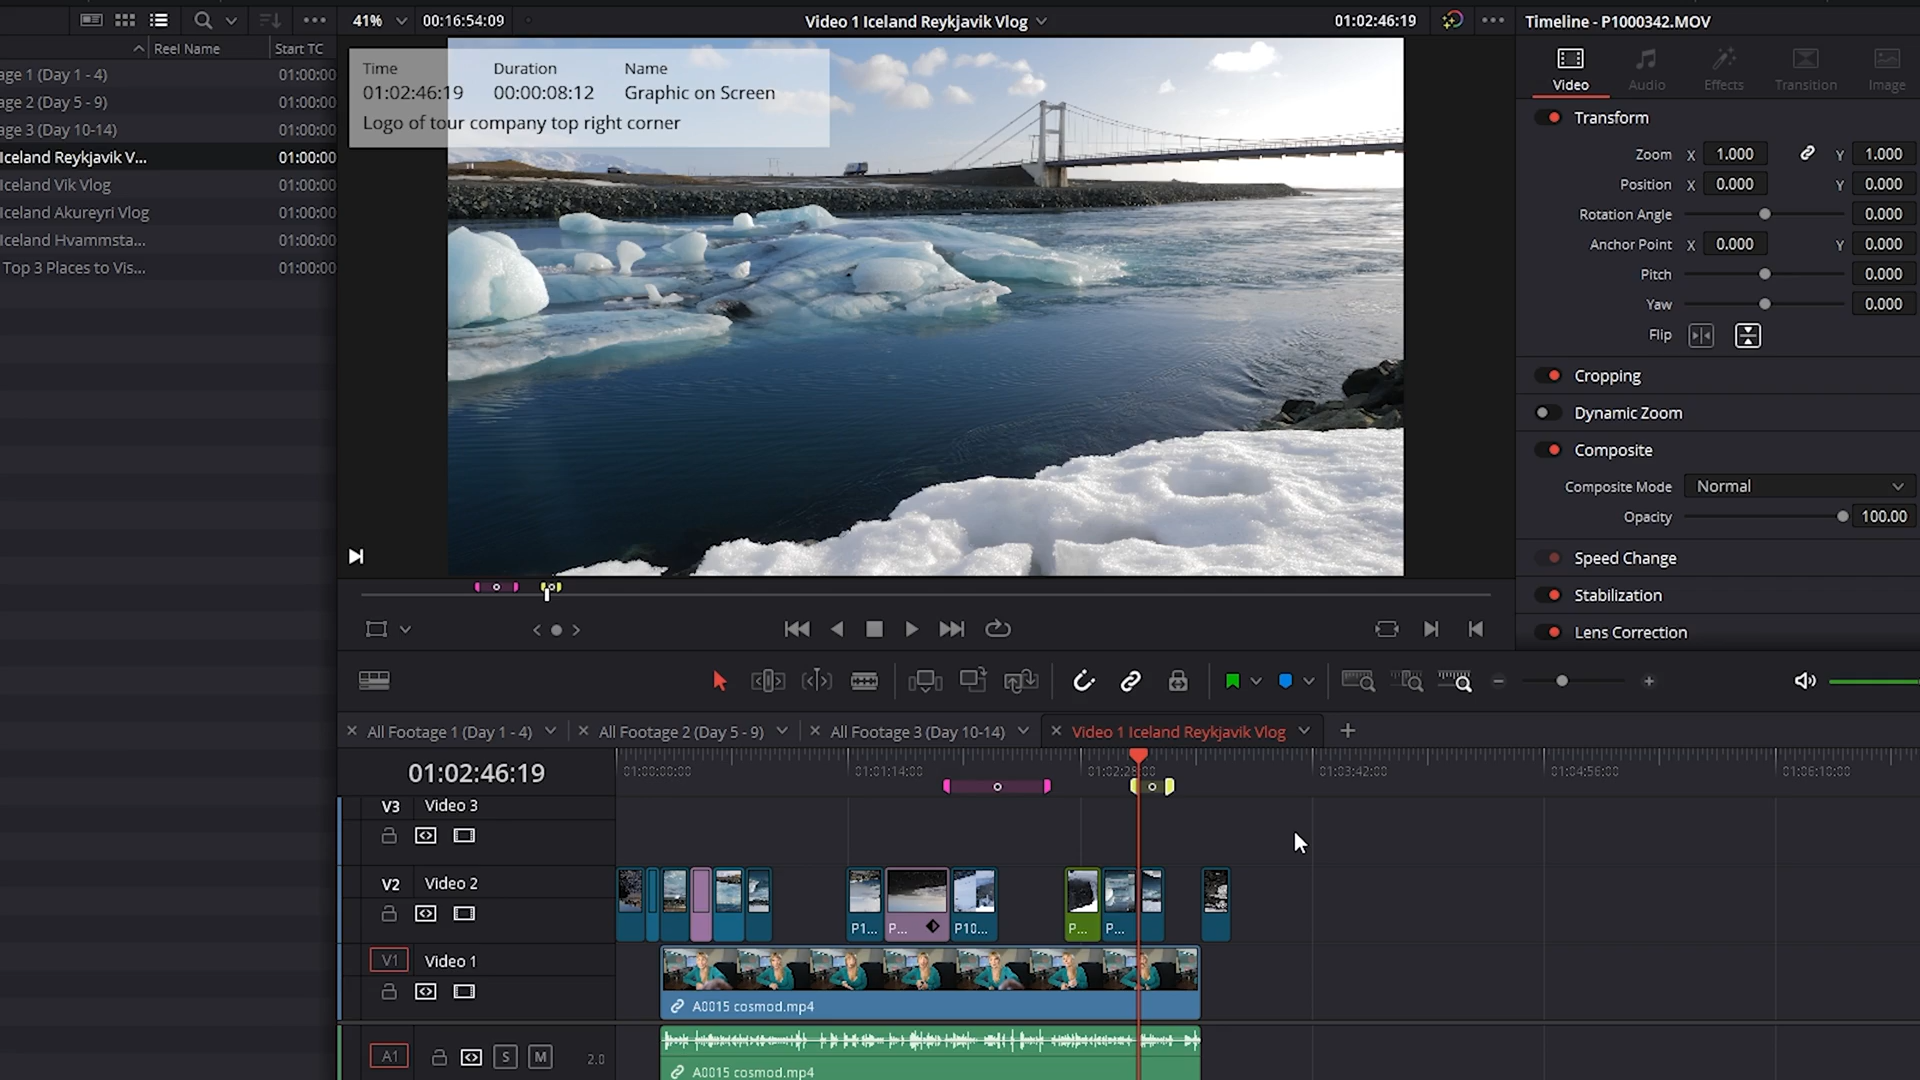 41%
00:16:54:09
Video 1 Iceland Reykjavik Vlog
01:02:46:19
Timeline - P1000342.MOV
Reel Name
Start TC
age 1 (Day 1 - 4)
01:00:00
age 2 (Day 5 - 9)
01:00:00
age 3 (Day 10-14)
01:00:00
Iceland Reykjavik V...
01:00:00
Iceland Vik Vlog
01:00:00
Iceland Akureyri Vlog
01:00:00
Iceland Hvammsta...
01:00:00
Top 3 Places to Vis...
01:00:00
Time
Duration
Name
01:02:46:19
00:00:08:12
Graphic on Screen
Logo of tour company top right corner
Video
Audio
Effects
Transition
Image
Transform
Zoom X 1.000 Y 1.000
Position X 0.000 Y 0.000
Rotation Angle 0.000
Anchor Point X 0.000 Y 0.000
Pitch 0.000
Yaw 0.000
Flip
Cropping
Dynamic Zoom
Composite
Composite Mode Normal
Opacity 100.00
Speed Change
Stabilization
Lens Correction
All Footage 1 (Day 1 - 4)
All Footage 2 (Day 5 - 9)
All Footage 3 (Day 10-14)
Video 1 Iceland Reykjavik Vlog
01:02:46:19
01:00:00:00
01:01:14:00
01:02:28:00
01:03:42:00
01:04:56:00
01:06:10:00
V3 Video 3
V2 Video 2
P1...
P...
P10...
P...
P...
V1 Video 1
A0015 cosmod.mp4
A1
S
M
2.0
A0015 cosmod.mp4